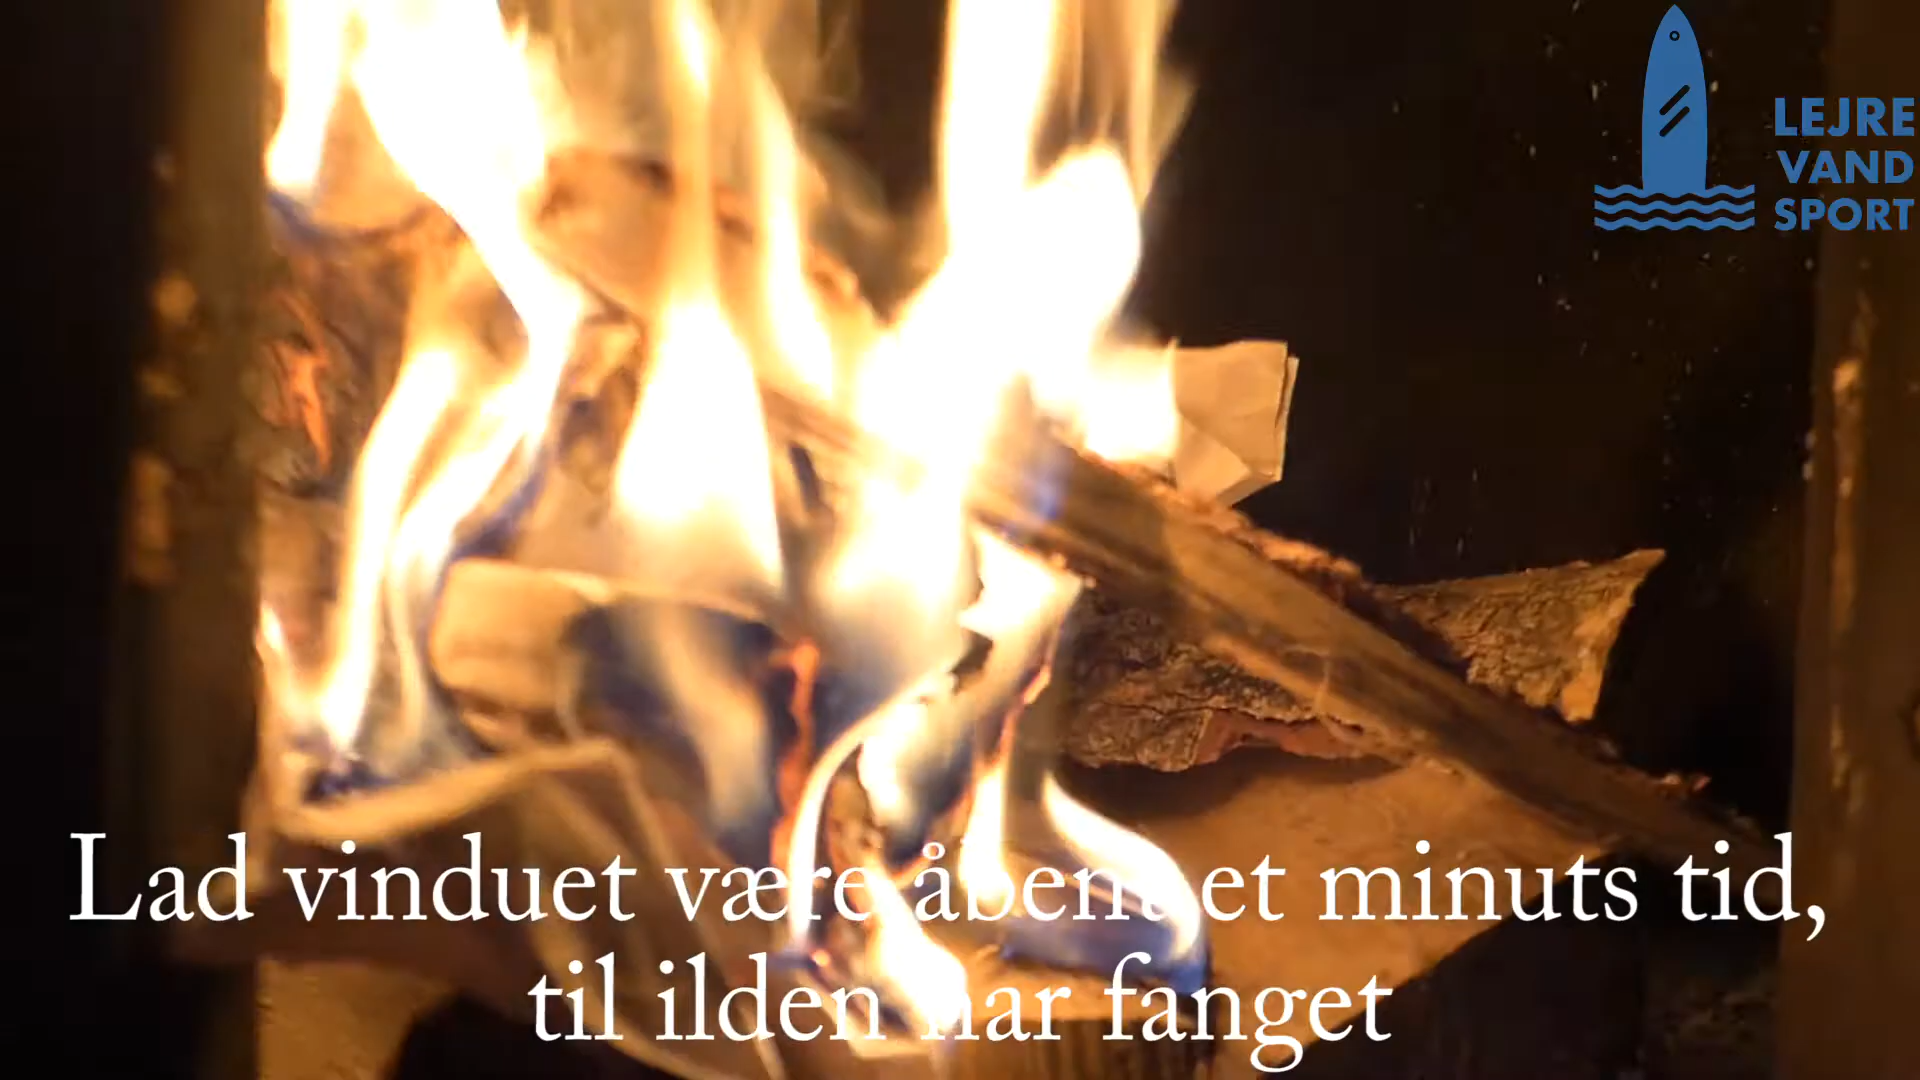 LEJRE
VAND
SPORT
Lad vinduet være åbent et minuts tid,
til ilden har fanget